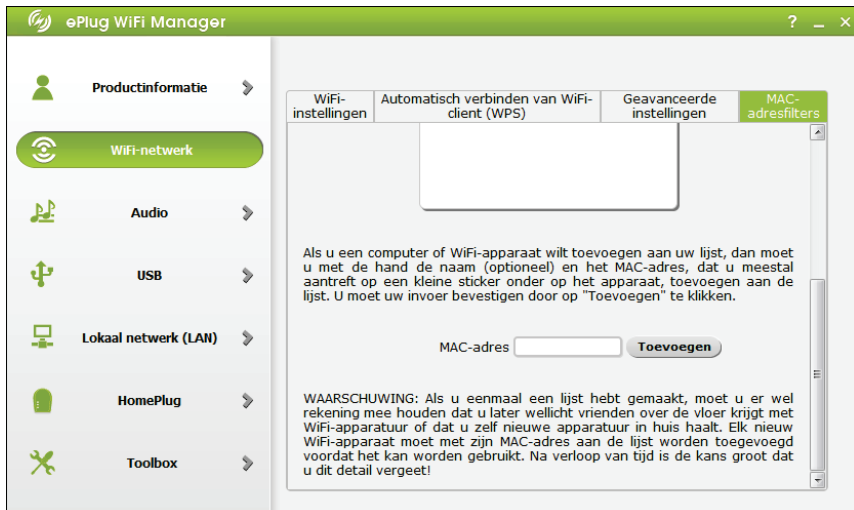 ePlug WiFi Manager
? _ ×
Productinformatie
WiFi-netwerk
Audio
USB
Lokaal netwerk (LAN)
HomePlug
Toolbox
WiFi-
instellingen
Automatisch verbinden van WiFi-
client (WPS)
Geavanceerde
instellingen
MAC-
adresfilters
Als u een computer of WiFi-apparaat wilt toevoegen aan uw lijst, dan moet
u met de hand de naam (optioneel) en het MAC-adres, dat u meestal
aantreft op een kleine sticker onder op het apparaat, toevoegen aan de
lijst. U moet uw invoer bevestigen door op "Toevoegen" te klikken.
MAC-adres
Toevoegen
WAARSCHUWING: Als u eenmaal een lijst hebt gemaakt, moet u er wel
rekening mee houden dat u later wellicht vrienden over de vloer krijgt met
WiFi-apparatuur of dat u zelf nieuwe apparatuur in huis haalt. Elk nieuw
WiFi-apparaat moet met zijn MAC-adres aan de lijst worden toegevoegd
voordat het kan worden gebruikt. Na verloop van tijd is de kans groot dat
u dit detail vergeet!